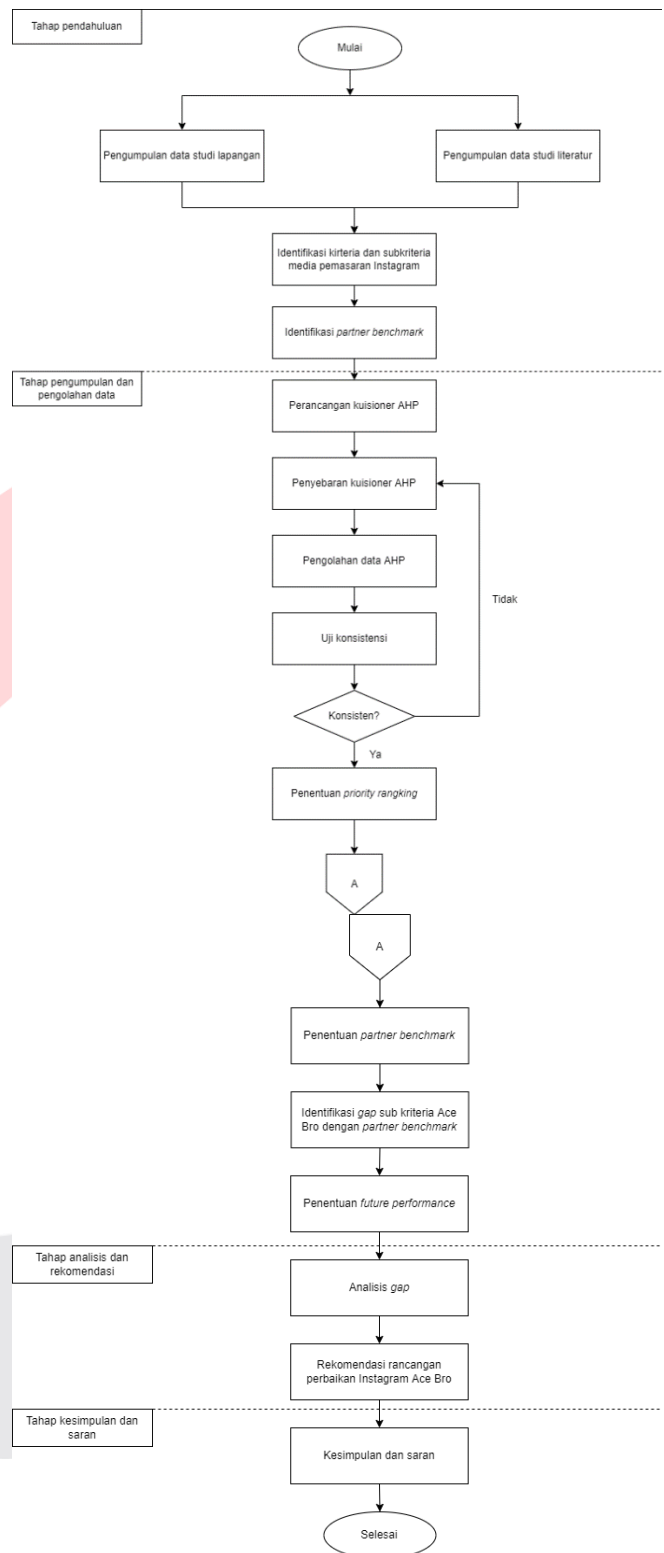 Tahap pendahuluan
Mulai
Pengumpulan data studi lapangan
Pengumpulan data studi literatur
Identifikasi kirteria dan subkriteria
media pemasaran Instagram
Identifikasi partner benchmark
Tahap pengumpulan dan
pengolahan data
Perancangan kuisioner AHP
Penyebaran kuisioner AHP
Pengolahan data AHP
Tidak
Uji konsistensi
Konsisten?
Ya
Penentuan priority rangking
A
A
Penentuan partner benchmark
Identifikasi gap sub kriteria Ace
Bro dengan partner benchmark
Penentuan future performance
Tahap analisis dan
rekomendasi
Analisis gap
Rekomendasi rancangan
perbaikan Instagram Ace Bro
Tahap kesimpulan dan
saran
Kesimpulan dan saran
Selesai